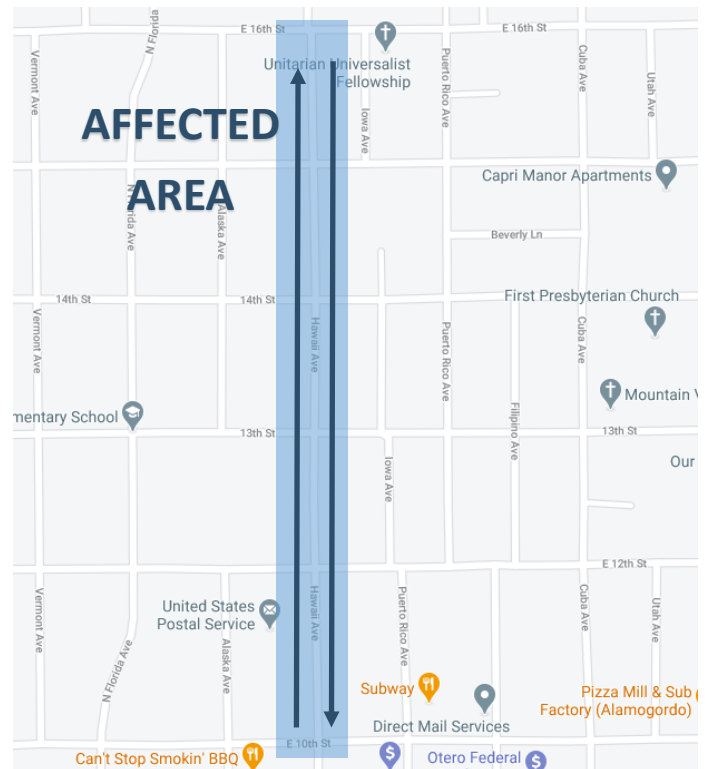 N Florida
E 16th St
E 16th St
Vermont Ave
Unitarian Universalist
Fellowship
Puerto Rico Ave
Cuba Ave
Utah Ave
Iowa Ave
AFFECTED
AREA
Capri Manor Apartments
N Florida Ave
Alaska Ave
Beverly Ln
14th St
14th St
First Presbyterian Church
Vermont Ave
Hawaii Ave
Puerto Rico Ave
Cuba Ave
Mountain V
mentary School
Filipino Ave
13th St
13th St
Our
Iowa Ave
E 12th St
Vermont Ave
United States
Postal Service
Hawaii Ave
Puerto Rico Ave
Cuba Ave
Utah Ave
N Florida Ave
Alaska Ave
Subway
Pizza Mill & Sub
Factory (Alamogordo)
Direct Mail Services
E 10th St
Can't Stop Smokin' BBQ
Otero Federal